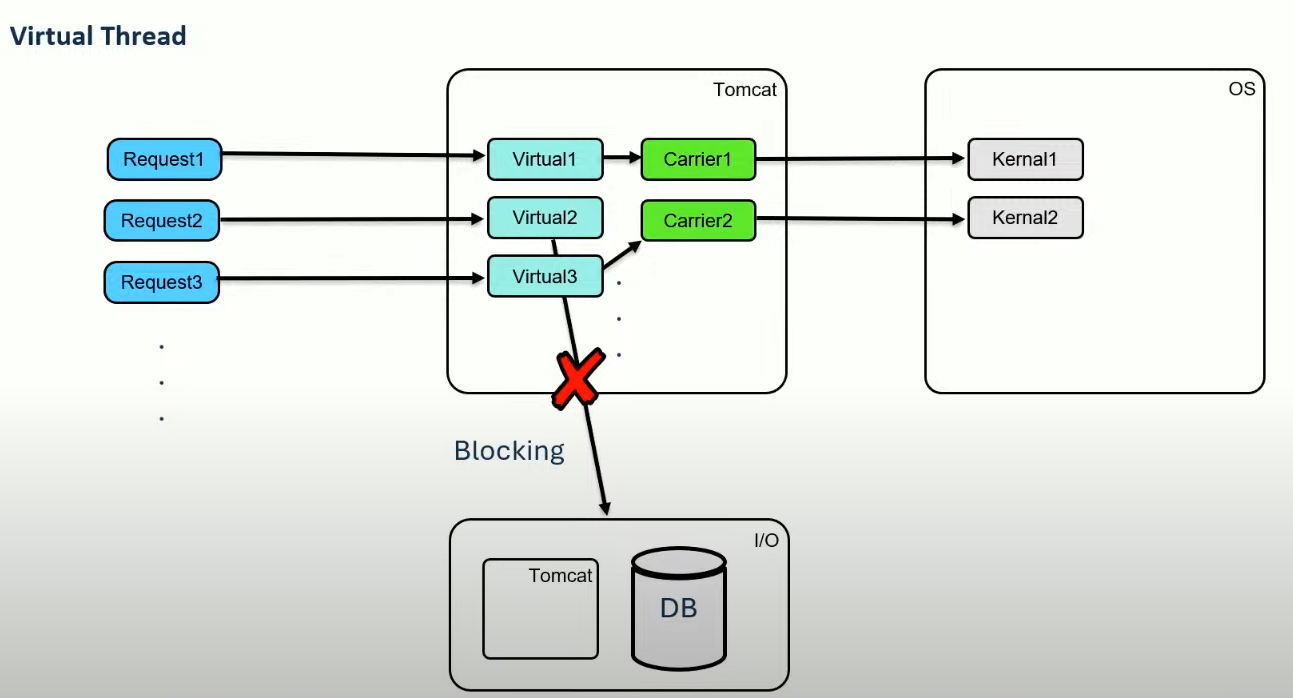 Virtual Thread
Tomcat
OS
Request1
Virtual1
Carrier1
Kernal1
Request2
Virtual2
Carrier2
Kernal2
Request3
Virtual3
Blocking
I/O
Tomcat
DB